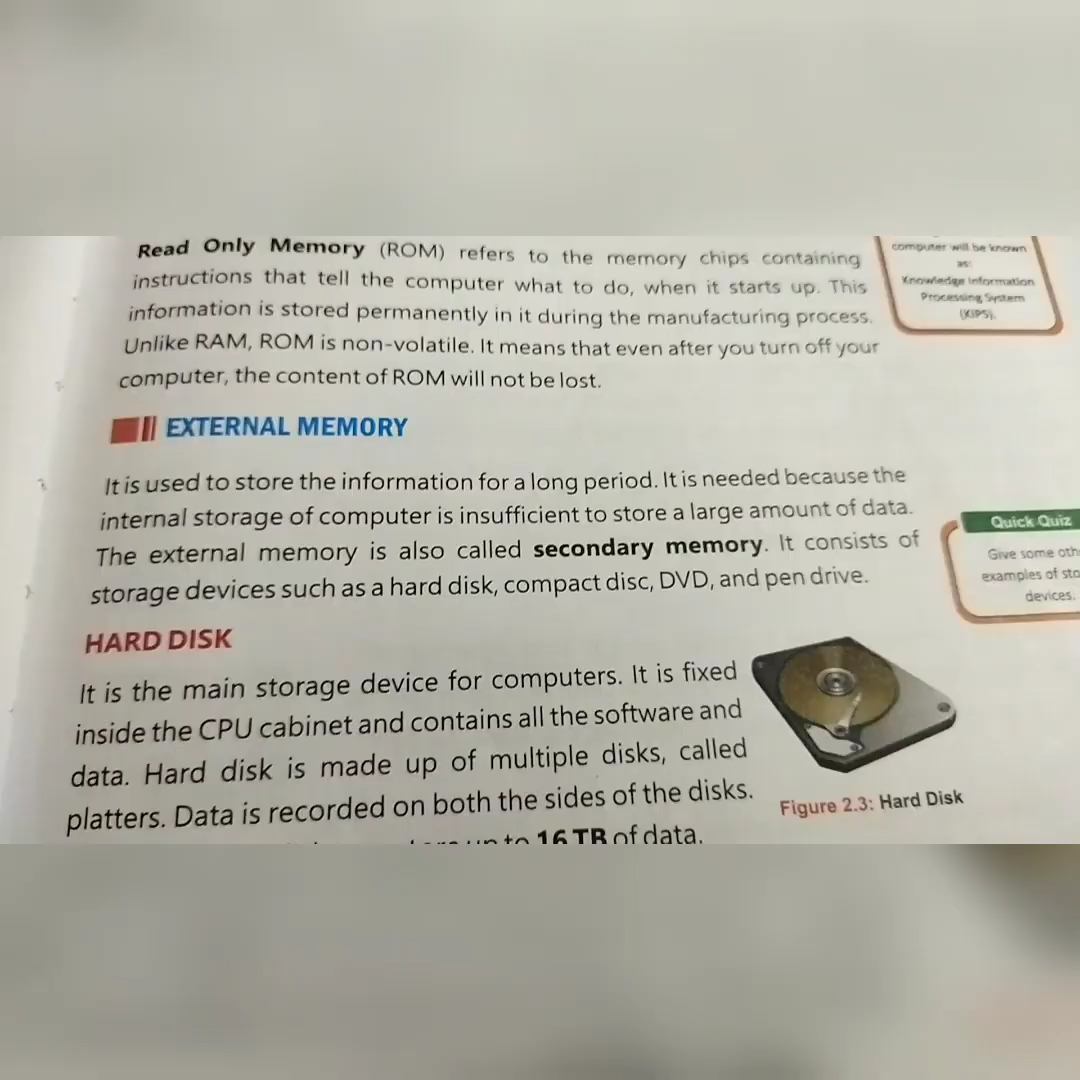 Read Only Memory (ROM) refers to the memory chips containing
instructions that tell the computer what to do, when it starts up. This
information is stored permanently in it during the manufacturing process.
Unlike RAM, ROM is non-volatile. It means that even after you turn off your
computer, the content of ROM will not be lost.
computer will be known
as:
Knowledge Information
Processing System
(KIPS).
EXTERNAL MEMORY
It is used to store the information for a long period. It is needed because the
internal storage of computer is insufficient to store a large amount of data.
The external memory is also called secondary memory. It consists of
storage devices such as a hard disk, compact disc, DVD, and pen drive.
Quick Quiz
Give some oth
examples of sto
devices.
HARD DISK
It is the main storage device for computers. It is fixed
inside the CPU cabinet and contains all the software and
data. Hard disk is made up of multiple disks, called
platters. Data is recorded on both the sides of the disks.
up to 16 TB of data.
Figure 2.3: Hard Disk